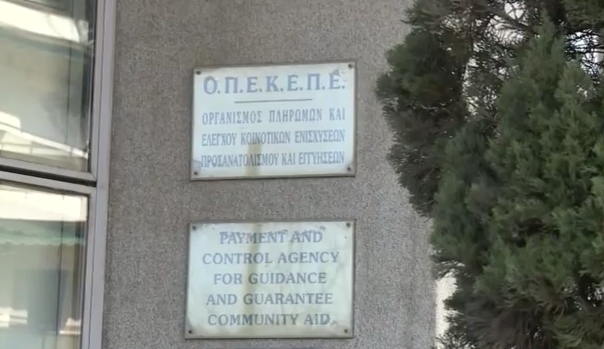 Ο.Π.Ε.Κ.Ε.Π.Ε.
ΟΡΓΑΝΙΣΜΟΣ ΠΛΗΡΩΜΩΝ ΚΑΙ
ΕΛΕΓΧΟΥ ΚΟΙΝΟΤΙΚΩΝ ΕΝΙΣΧΥΣΕΩΝ
ΠΡΟΣΑΝΑΤΟΛΙΣΜΟΥ ΚΑΙ ΕΓΓΥΗΣΕΩΝ
PAYMENT AND
CONTROL AGENCY
FOR GUIDANCE
AND GUARANTEE
COMMUNITY AID